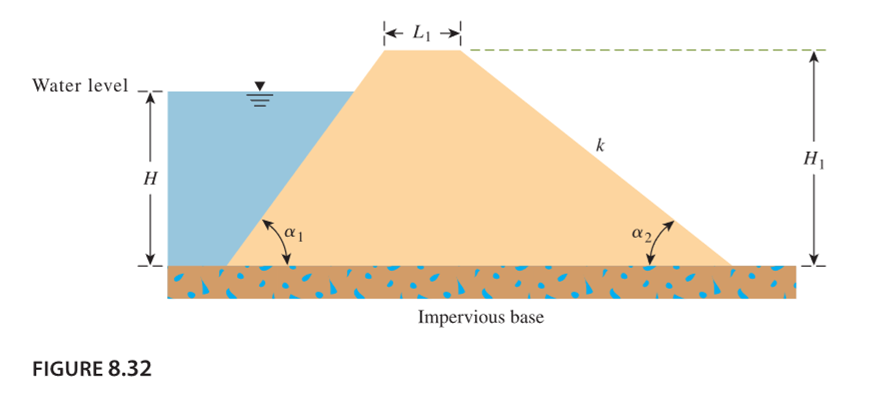 L₁
Water level
k
H₁
H
α₁
α₂
Impervious base
FIGURE 8.32